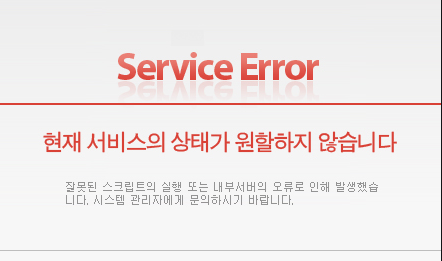 Service Error
현재 서비스의 상태가 원할하지 않습니다
잘못된 스크립트의 실행 또는 내부서버의 오류로 인해 발생했습
니다. 시스템 관리자에게 문의하시기 바랍니다.